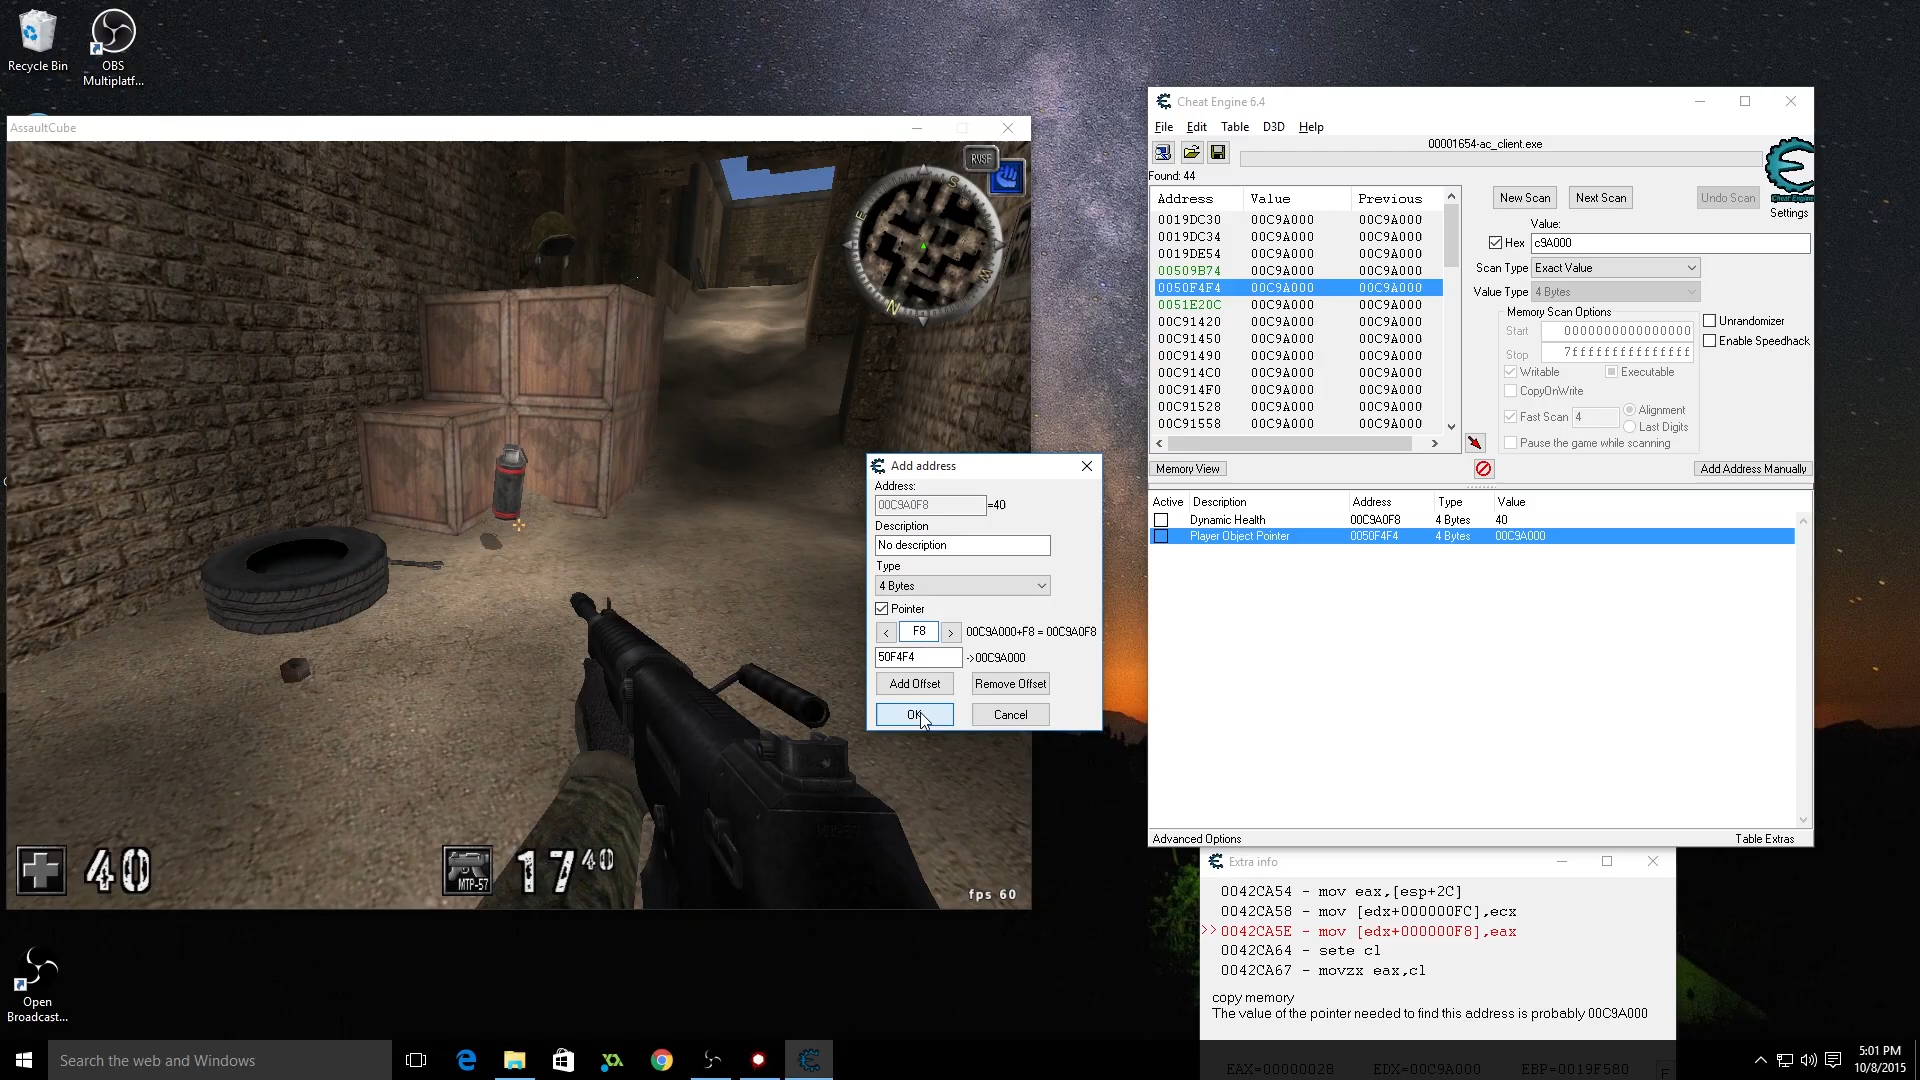 Recycle Bin
OBS
Multiplatf...
AssaultCube
RVSF
E
S
W
N
40
MTP-57
17 40
fps 60
Add address
Address:
00C9A0F8 =40
Description
No description
Type
4 Bytes
Pointer
< F8 > 00C9A000+F8 = 00C9A0F8
50F4F4 ->00C9A000
Add Offset Remove Offset
OK Cancel
Cheat Engine 6.4
File Edit Table D3D Help
00001654-ac_client.exe
Found: 44
Address Value Previous
0019DC30 00C9A000 00C9A000
0019DC34 00C9A000 00C9A000
0019DE54 00C9A000 00C9A000
00509B74 00C9A000 00C9A000
0050F4F4 00C9A000 00C9A000
0051E20C 00C9A000 00C9A000
00C91420 00C9A000 00C9A000
00C91450 00C9A000 00C9A000
00C91490 00C9A000 00C9A000
00C914C0 00C9A000 00C9A000
00C914F0 00C9A000 00C9A000
00C91528 00C9A000 00C9A000
00C91558 00C9A000 00C9A000
New Scan Next Scan Undo Scan
Cheat Engine
Settings
Value:
Hex c9A000
Scan Type Exact Value
Value Type 4 Bytes
Memory Scan Options
Start 0000000000000000
Stop 7fffffffffffffff
Writable Executable
CopyOnWrite
Fast Scan 4 Alignment
Last Digits
Pause the game while scanning
Unrandomizer
Enable Speedhack
Memory View Add Address Manually
Active Description Address Type Value
Dynamic Health 00C9A0F8 4 Bytes 40
Player Object Pointer 0050F4F4 4 Bytes 00C9A000
Advanced Options Table Extras
Extra info
0042CA54 - mov eax,[esp+2C]
0042CA58 - mov [edx+000000FC],ecx
>>0042CA5E - mov [edx+000000F8],eax
0042CA64 - sete cl
0042CA67 - movzx eax,cl
copy memory
The value of the pointer needed to find this address is probably 00C9A000
EAX=00000028 EDX=00C9A000 EBP=0019F580
Open
Broadcast...
Search the web and Windows
5:01 PM
10/8/2015